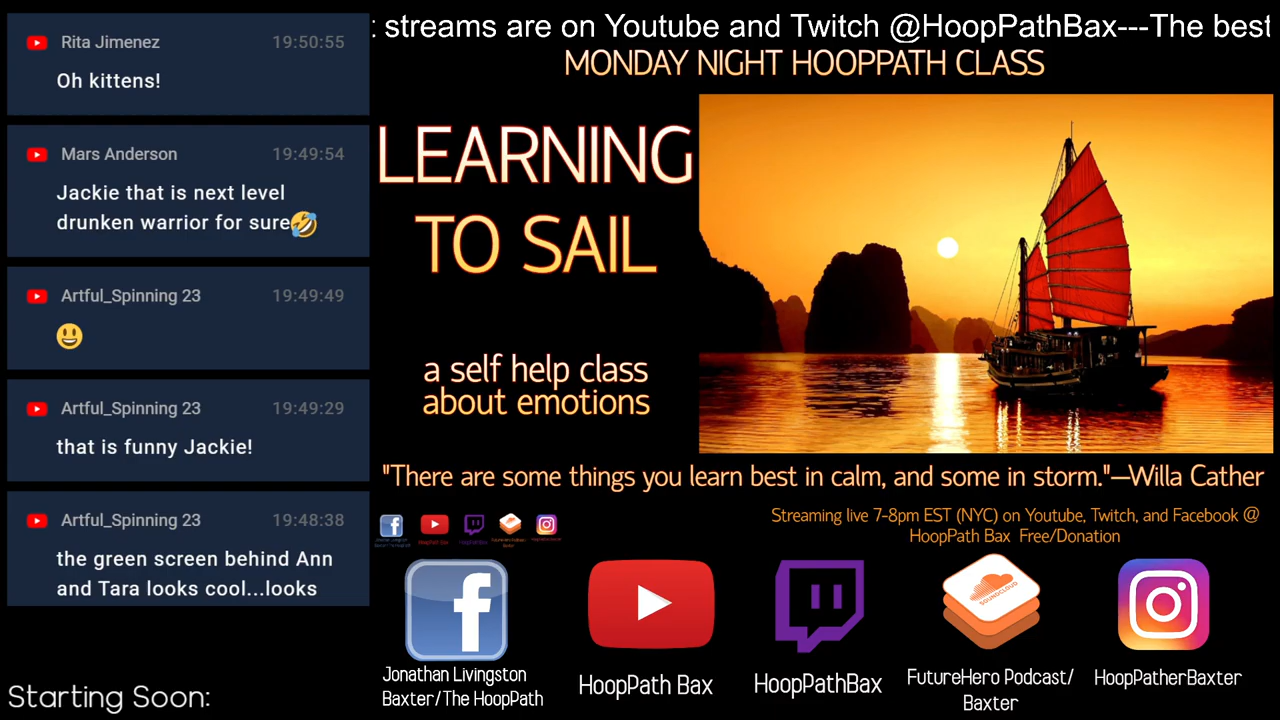 Rita Jimenez 19:50:55
Oh kittens!
Mars Anderson 19:49:54
Jackie that is next level
drunken warrior for sure🤣
Artful_Spinning 23 19:49:49
😃
Artful_Spinning 23 19:49:29
that is funny Jackie!
Artful_Spinning 23 19:48:38
the green screen behind Ann
and Tara looks cool...looks
Starting Soon:
streams are on Youtube and Twitch @HoopPathBax---The best
MONDAY NIGHT HOOPPATH CLASS
LEARNING
TO SAIL
a self help class
about emotions
"There are some things you learn best in calm, and some in storm."—Willa Cather
Streaming live 7-8pm EST (NYC) on Youtube, Twitch, and Facebook @
HoopPath Bax Free/Donation
SOUNDCLOUD
Jonathan Livingston
Baxter/The HoopPath
HoopPath Bax
HoopPathBax
FutureHero Podcast/
Baxter
HoopPatherBaxter